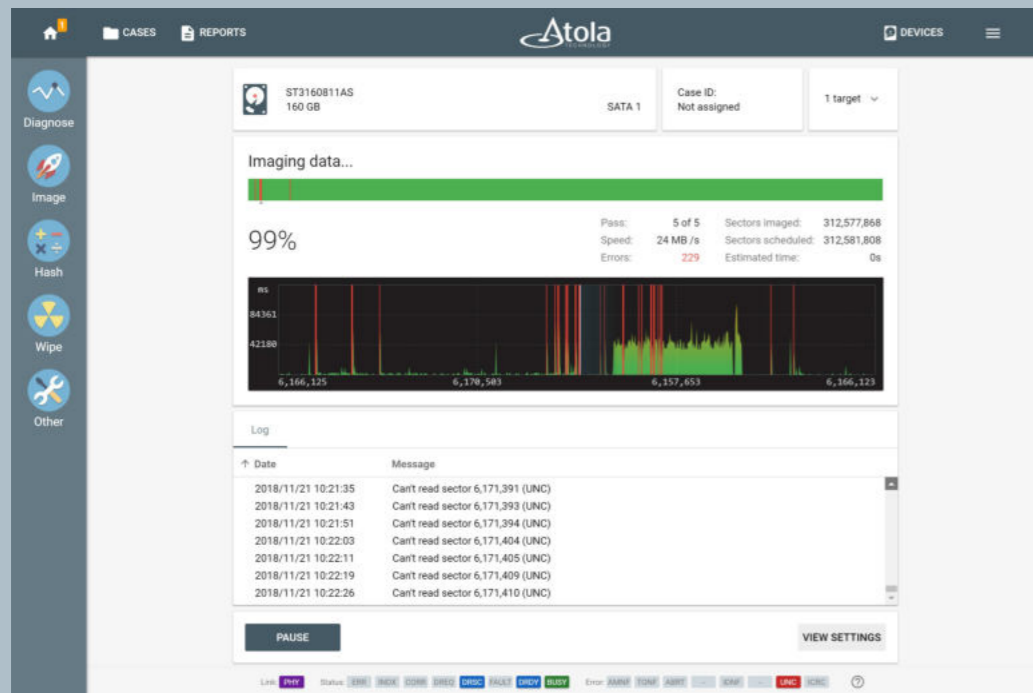 1
CASES
REPORTS
Atola
TECHNOLOGY
DEVICES
Diagnose
Image
Hash
Wipe
Other
ST3160811AS
160 GB
SATA 1
Case ID:
Not assigned
1 target
Imaging data...
99%
Pass: 5 of 5 Sectors imaged: 312,577,868
Speed: 24 MB /s Sectors scheduled: 312,581,808
Errors: 229 Estimated time: 0s
ms
84361
42180
6,166,125 6,170,503 6,157,653 6,166,123
Log
Date Message
2018/11/21 10:21:35 Can't read sector 6,171,391 (UNC)
2018/11/21 10:21:43 Can't read sector 6,171,393 (UNC)
2018/11/21 10:21:51 Can't read sector 6,171,394 (UNC)
2018/11/21 10:22:03 Can't read sector 6,171,404 (UNC)
2018/11/21 10:22:11 Can't read sector 6,171,405 (UNC)
2018/11/21 10:22:19 Can't read sector 6,171,409 (UNC)
2018/11/21 10:22:26 Can't read sector 6,171,410 (UNC)
PAUSE VIEW SETTINGS
Link: PHY Status: ERR INDX CORR DREQ DRSC FAULT DRDY BUSY Error: AMNF TONF ABRT -- IDNF -- UNC ICRC